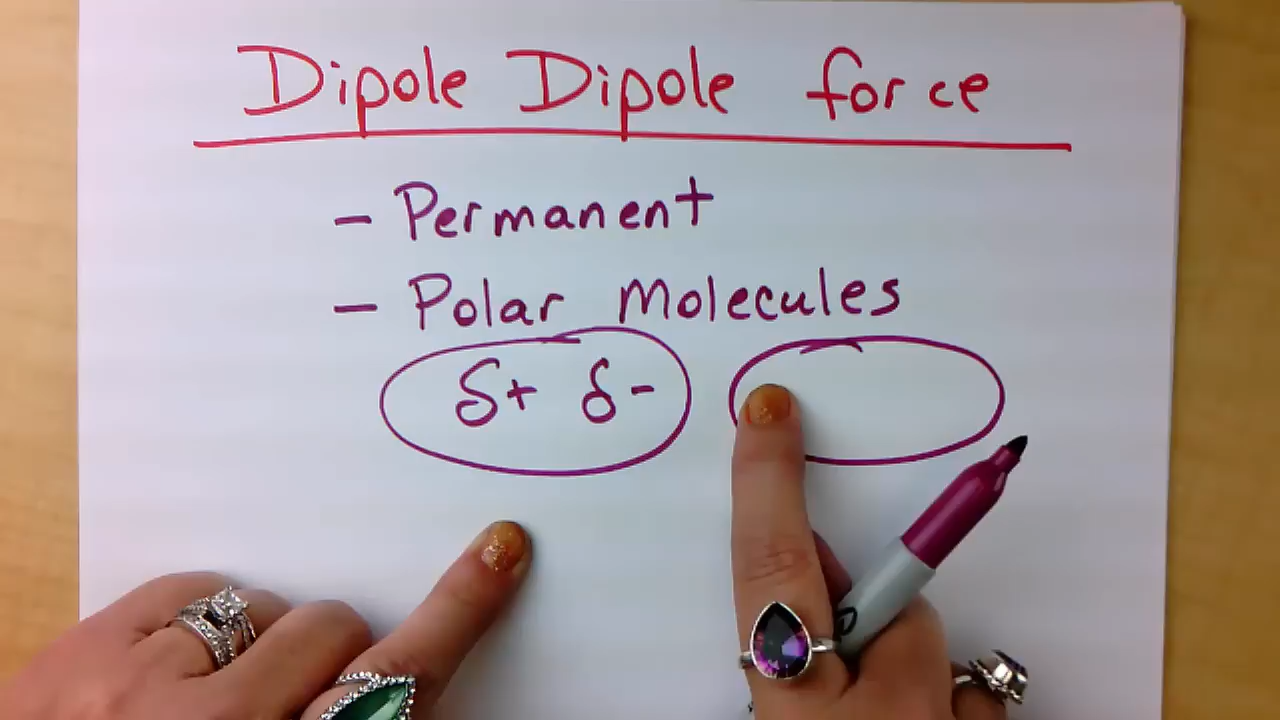 Dipole Dipole force
- Permanent
- Polar Molecules
δ+ δ-